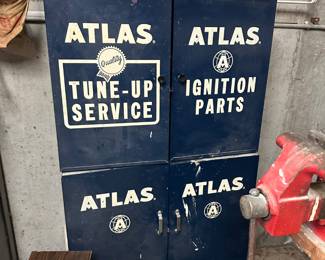 ATLAS
Quality
TUNE-UP
SERVICE
ATLAS
A
IGNITION
PARTS
ATLAS
A
ATLAS
A